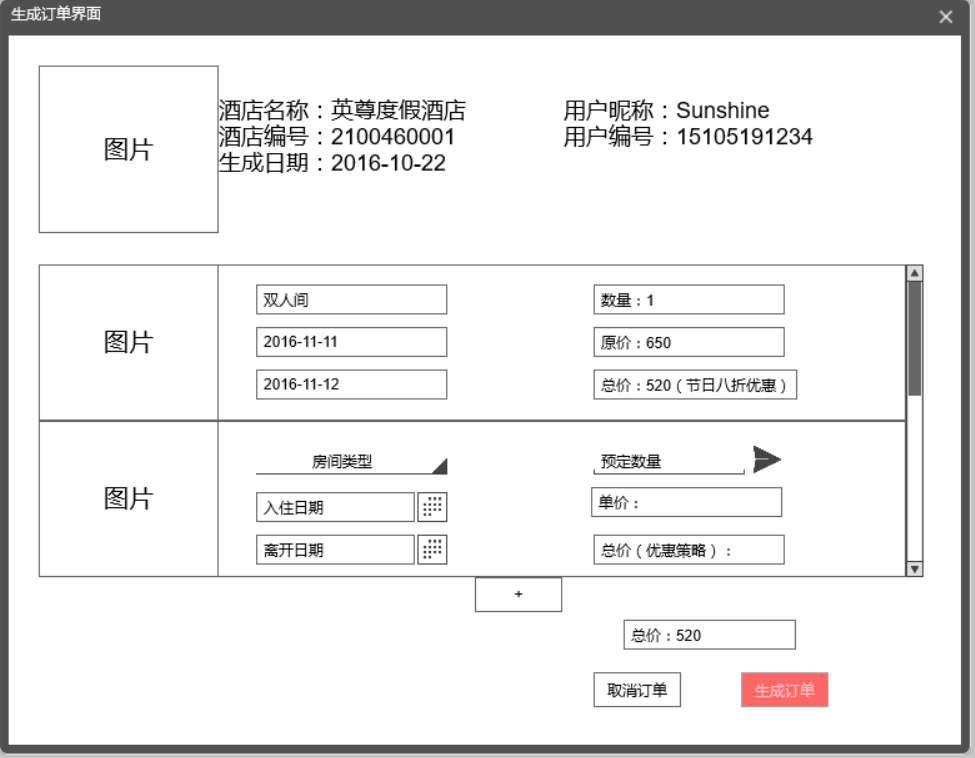 生成订单界面
图片
酒店名称：英尊度假酒店
用户昵称：Sunshine
酒店编号：2100460001
用户编号：15105191234
生成日期：2016-10-22
图片
双人间
数量：1
2016-11-11
原价：650
2016-11-12
总价：520（节日八折优惠）
图片
房间类型
预定数量
入住日期
单价：
离开日期
总价（优惠策略）：
+
总价：520
取消订单
生成订单